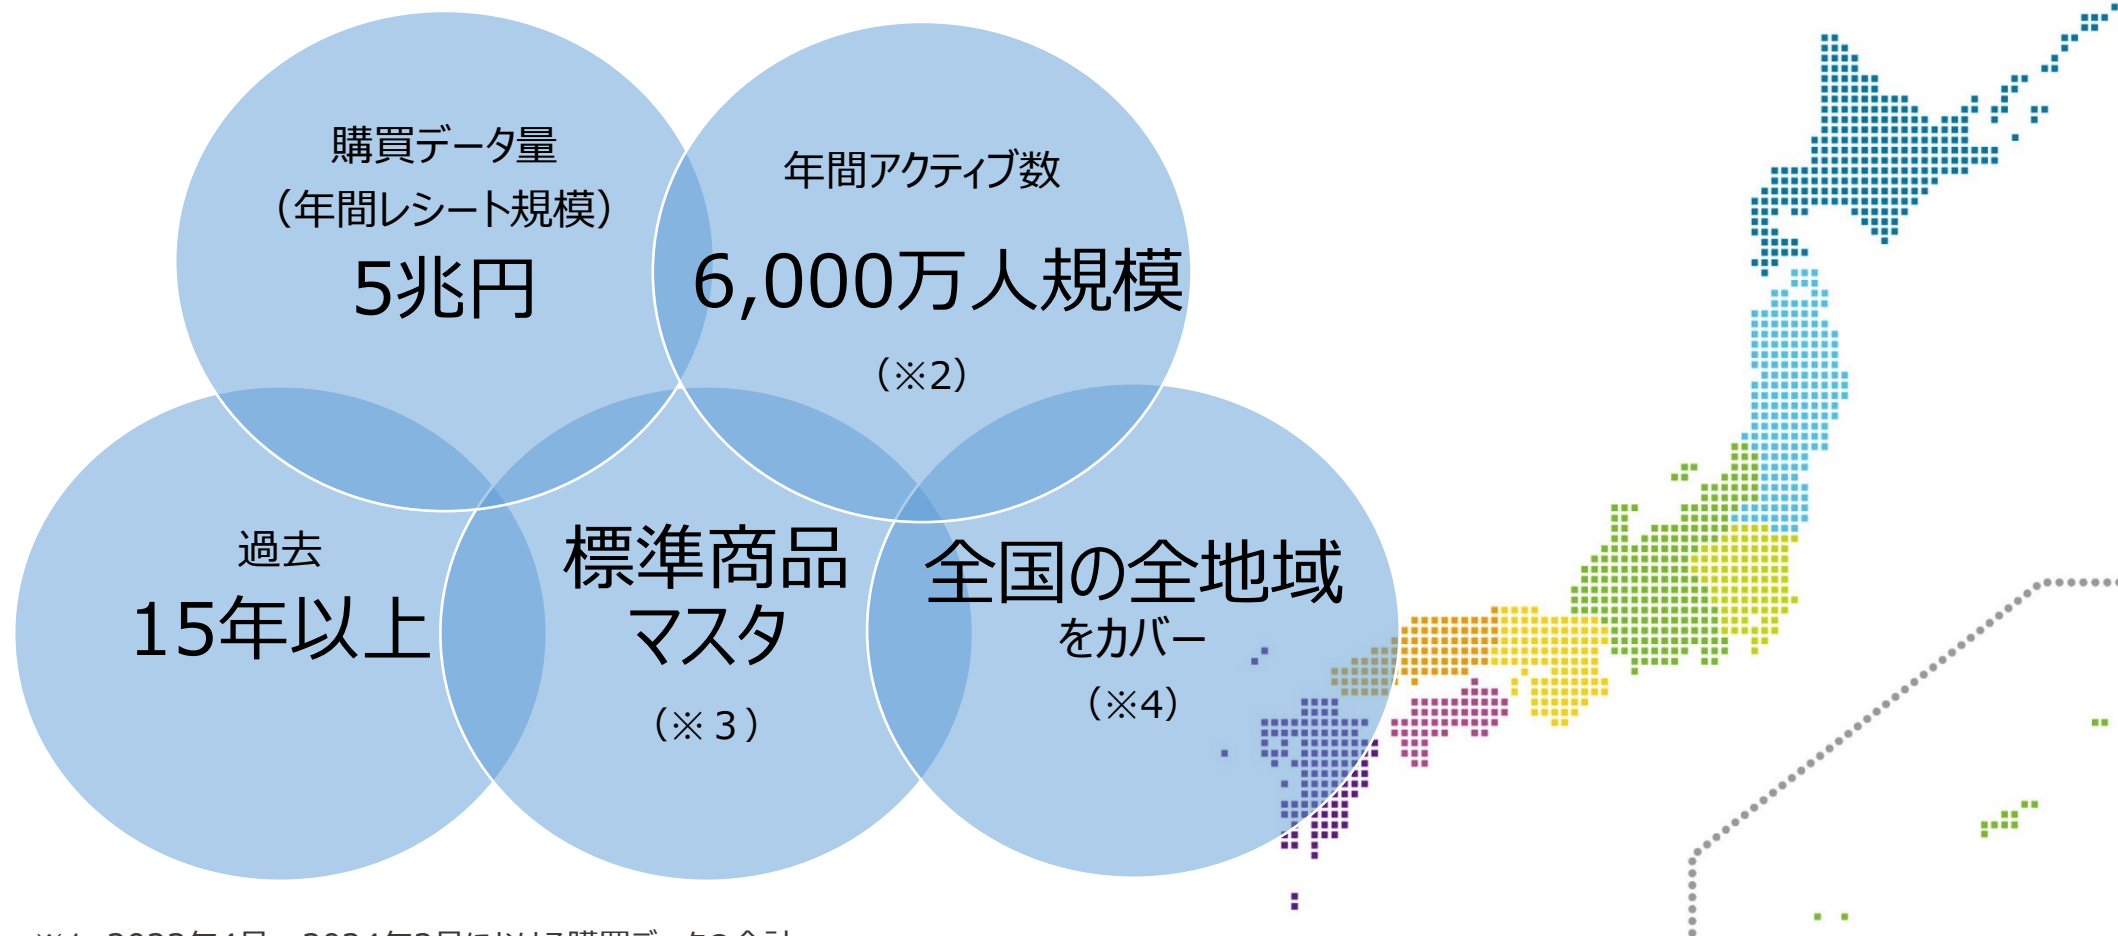 購買データ量
（年間レシート規模）
5兆円
年間アクティブ数
6,000万人規模
（※2）
過去
15年以上
標準商品
マスタ
（※３）
全国の全地域
をカバー
（※4）